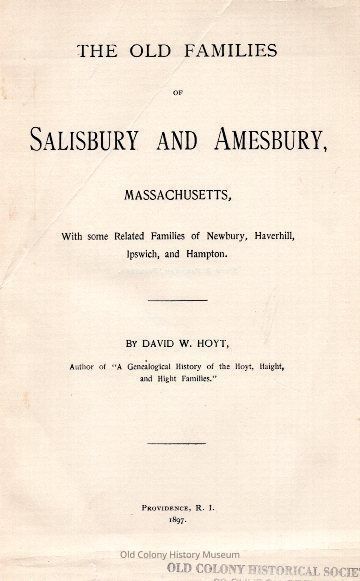 THE OLD FAMILIES
OF
SALISBURY AND AMESBURY,
MASSACHUSETTS,
With some Related Families of Newbury, Haverhill,
Ipswich, and Hampton.
BY DAVID W. HOYT,
Author of "A Genealogical History of the Hoyt, Haight,
and Hight Families."
PROVIDENCE, R. I.
1897.
Old Colony History Museum
OLD COLONY HISTORICAL SOCIE